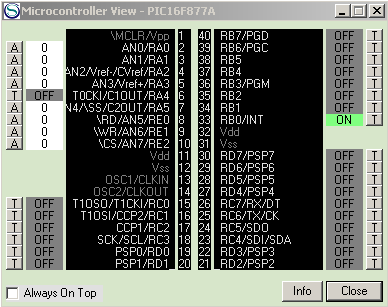 Microcontroller View - PIC16F877A
\MCLR/Vpp 1 40 RB7/PGD OFF T
A 0 AN0/RA0 2 39 RB6/PGC OFF T
A 0 AN1/RA1 3 38 RB5 OFF T
A 0 AN2/Vref-/CVref/RA2 4 37 RB4 OFF T
A 0 AN3/Vref+/RA3 5 36 RB3/PGM OFF T
T OFF T0CKI/C1OUT/RA4 6 35 RB2 OFF T
A 0 N4/\SS/C2OUT/RA5 7 34 RB1 OFF T
A 0 \RD/AN5/RE0 8 33 RB0/INT ON T
A 0 \WR/AN6/RE1 9 32 Vdd
A 0 \CS/AN7/RE2 10 31 Vss
Vdd 11 30 RD7/PSP7 OFF T
Vss 12 29 RD6/PSP6 OFF T
OSC1/CLKIN 13 28 RD5/PSP5 OFF T
OSC2/CLKOUT 14 27 RD4/PSP4 OFF T
T OFF T1OSO/T1CKI/RC0 15 26 RC7/RX/DT OFF T
T OFF T1OSI/CCP2/RC1 16 25 RC6/TX/CK OFF T
T OFF CCP1/RC2 17 24 RC5/SDO OFF T
T OFF SCK/SCL/RC3 18 23 RC4/SDI/SDA OFF T
T OFF PSP0/RD0 19 22 RD3/PSP3 OFF T
T OFF PSP1/RD1 20 21 RD2/PSP2 OFF T
Always On Top
Info
Close